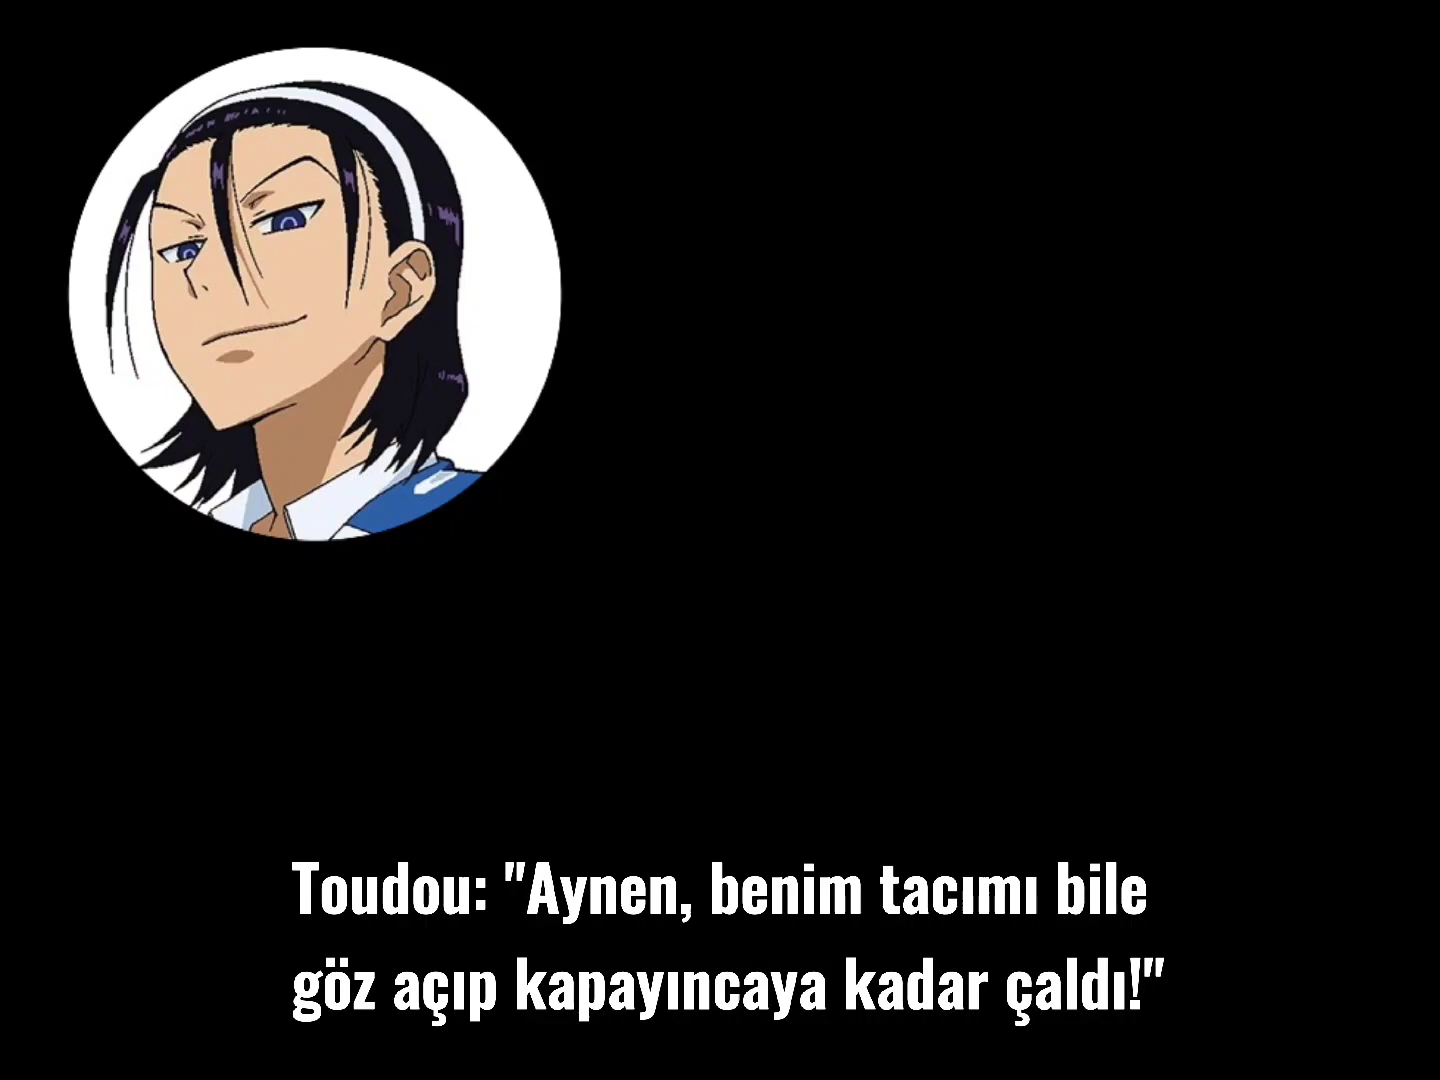 Toudou: "Aynen, benim tacımı bile
göz açıp kapayıncaya kadar çaldı!"